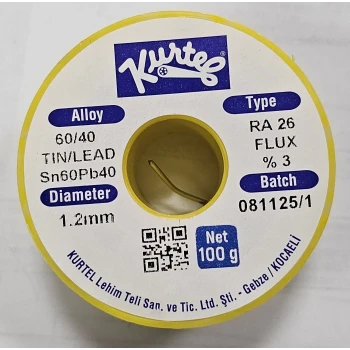 Kurtel
Alloy
60/40
TIN/LEAD
Sn60Pb40
Diameter
1.2mm
Type
RA 26
FLUX
% 3
Batch
081125/1
Net
100 g
KURTEL Lehim Teli San. ve Tic. Ltd. Şti. - Gebze / KOCAELİ